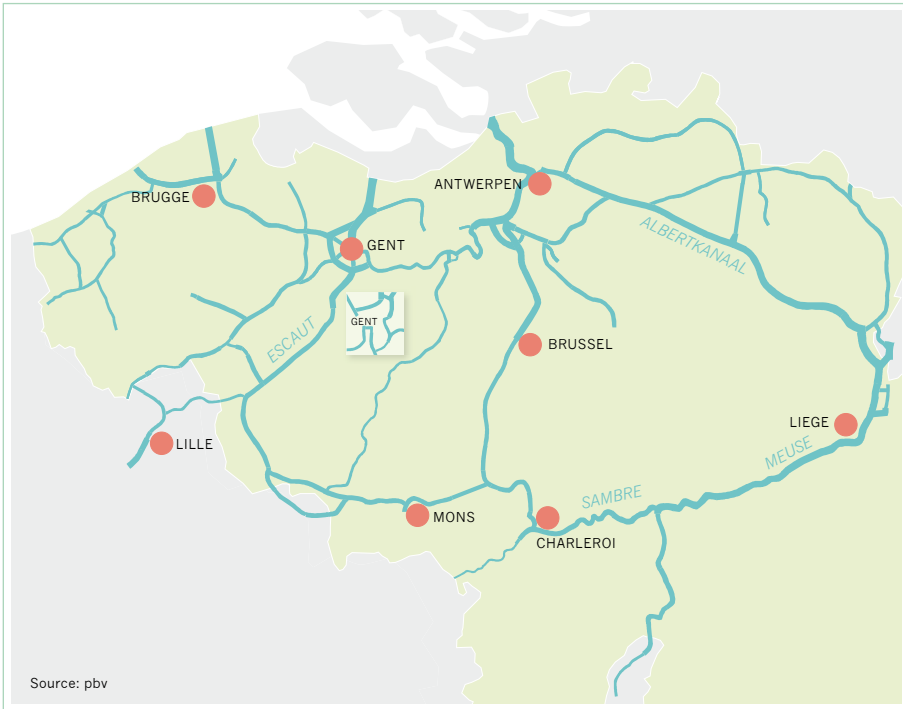 ANTWERPEN
BRUGGE
ALBERTKANAAL
GENT
GENT
ESCAUT
BRUSSEL
LIEGE
LILLE
MEUSE
SAMBRE
MONS
CHARLEROI
Source: pbv